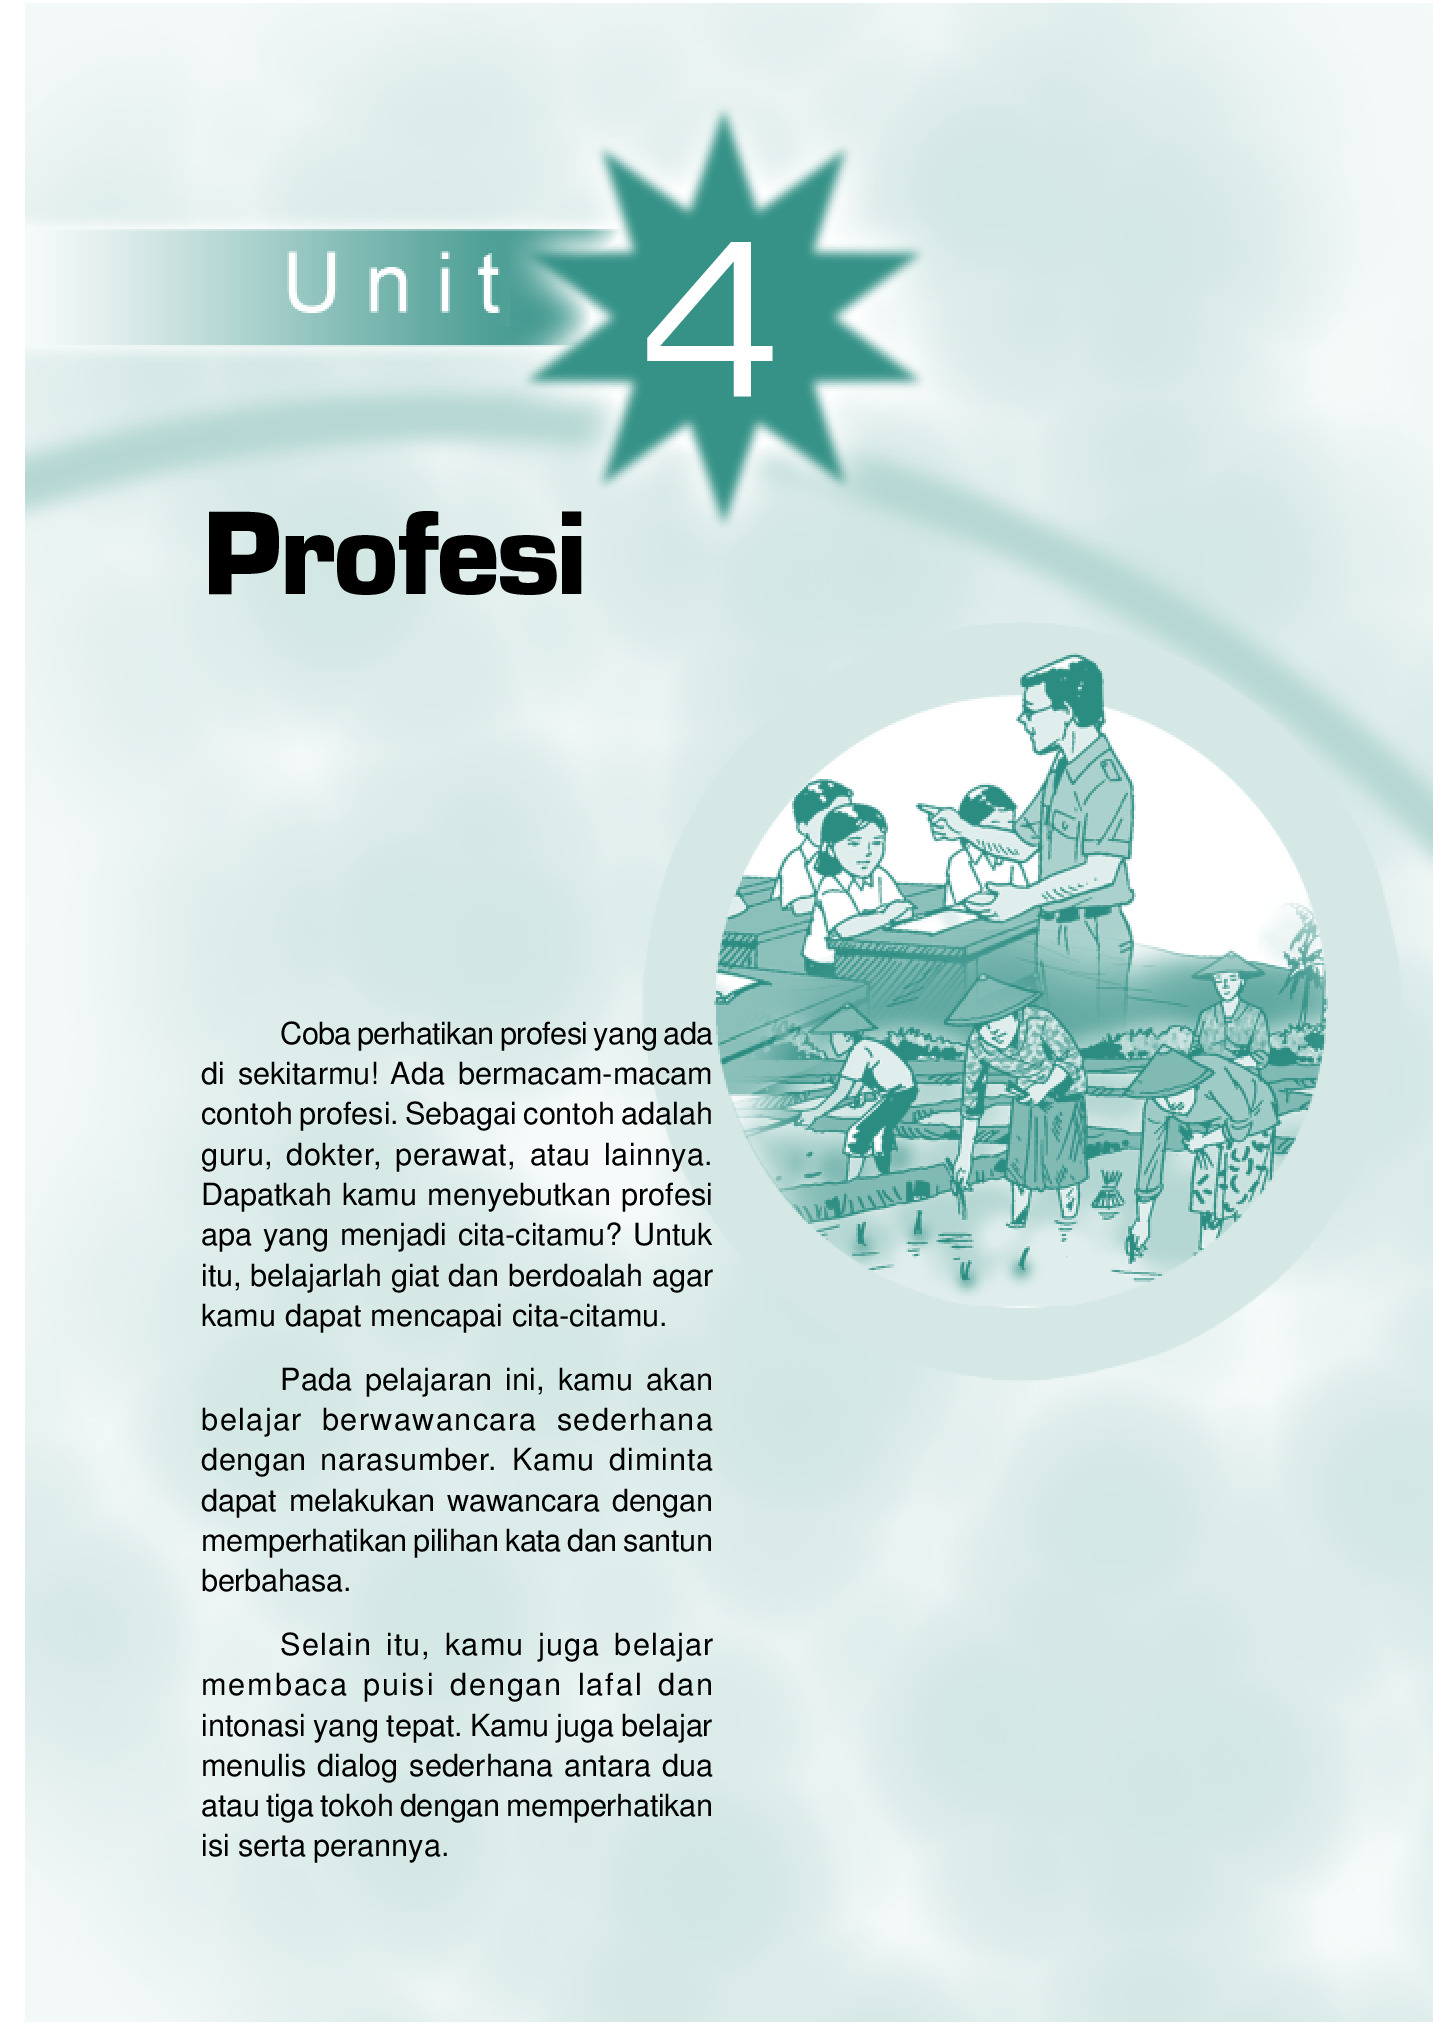 Unit 4
Profesi
Coba perhatikan profesi yang ada
di sekitarmu! Ada bermacam-macam
contoh profesi. Sebagai contoh adalah
guru, dokter, perawat, atau lainnya.
Dapatkah kamu menyebutkan profesi
apa yang menjadi cita-citamu? Untuk
itu, belajarlah giat dan berdoalah agar
kamu dapat mencapai cita-citamu.
Pada pelajaran ini, kamu akan
belajar berwawancara sederhana
dengan narasumber. Kamu diminta
dapat melakukan wawancara dengan
memperhatikan pilihan kata dan santun
berbahasa.
Selain itu, kamu juga belajar
membaca puisi dengan lafal dan
intonasi yang tepat. Kamu juga belajar
menulis dialog sederhana antara dua
atau tiga tokoh dengan memperhatikan
isi serta perannya.